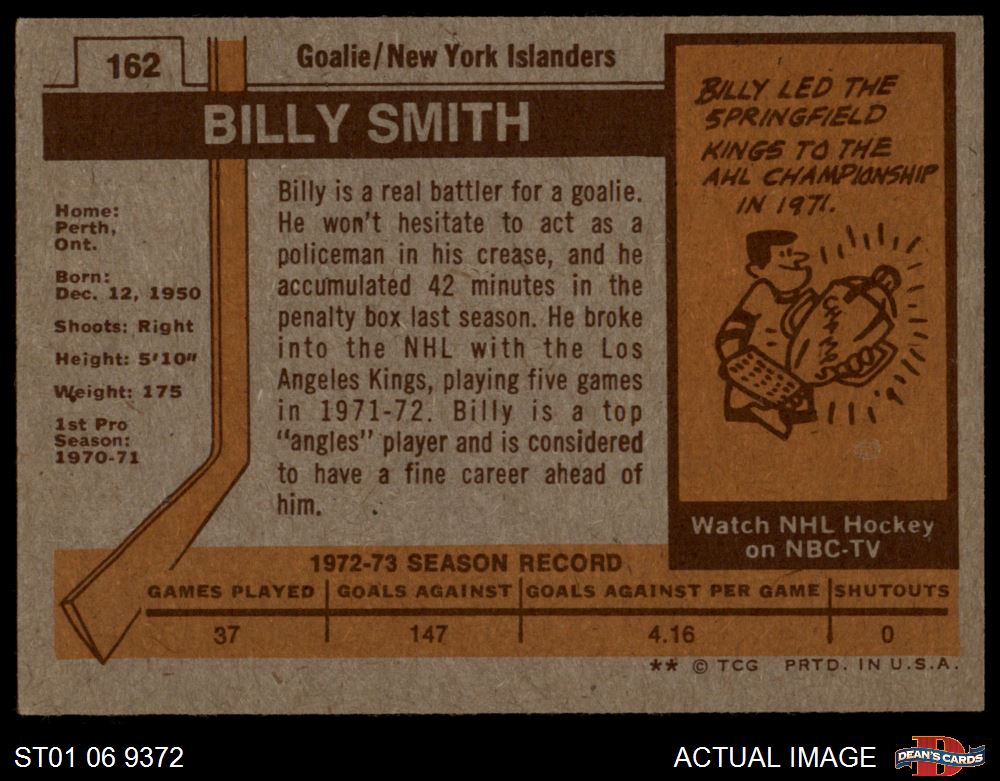 162
Goalie/New York Islanders
BILLY SMITH
Home:
Perth,
Ont.
Born:
Dec. 12, 1950
Shoots: Right
Height: 5'10"
Weight: 175
1st Pro
Season:
1970-71
Billy is a real battler for a goalie.
He won't hesitate to act as a
policeman in his crease, and he
accumulated 42 minutes in the
penalty box last season. He broke
into the NHL with the Los
Angeles Kings, playing five games
in 1971-72. Billy is a top
"angles" player and is considered
to have a fine career ahead of
him.
BILLY LED THE
SPRINGFIELD
KINGS TO THE
AHL CHAMPIONSHIP
IN 1971.
Watch NHL Hockey
on NBC-TV
1972-73 SEASON RECORD
GAMES PLAYED GOALS AGAINST GOALS AGAINST PER GAME SHUTOUTS
37 147 4.16 0
** © TCG PRTD. IN U.S.A.
ST01 06 9372
ACTUAL IMAGE
DEAN'S CARDS